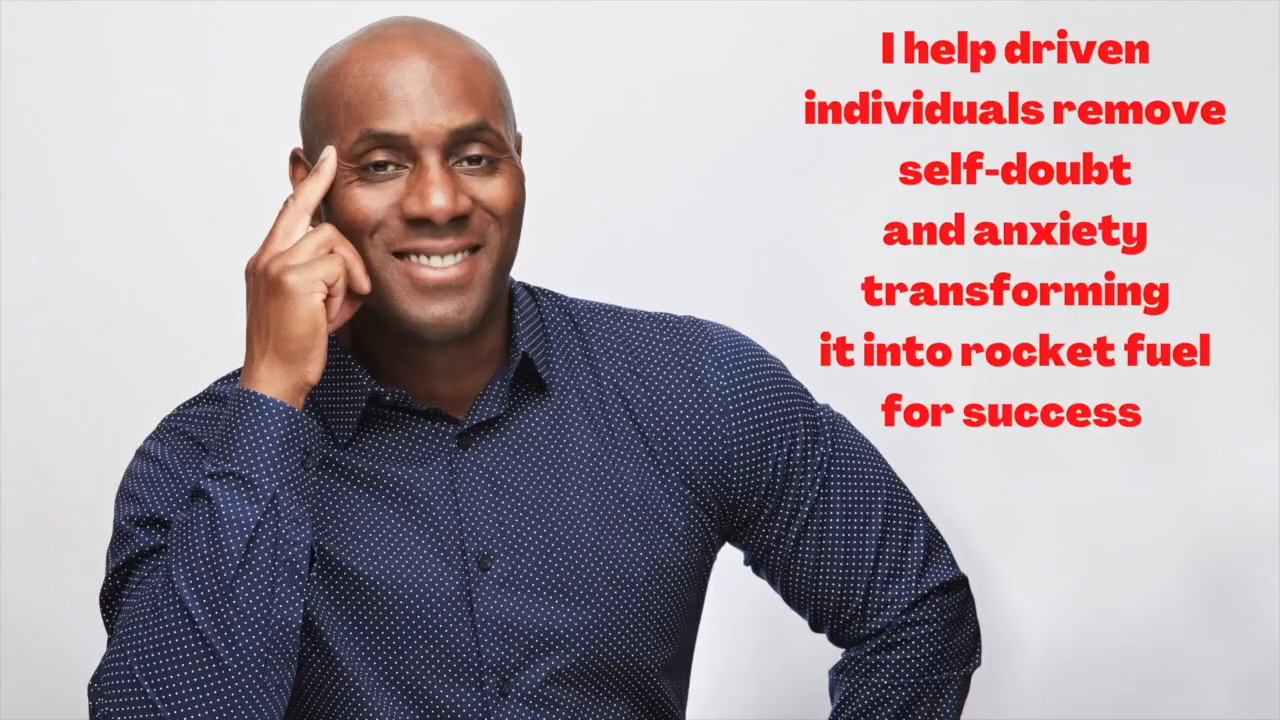 I help driven
individuals remove
self-doubt
and anxiety
transforming
it into rocket fuel
for success